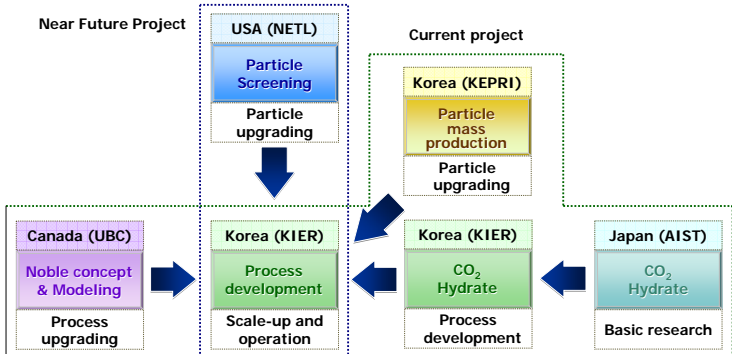 Near Future Project
USA (NETL)
Particle
Screening
Particle
upgrading
Current project
Korea (KEPRI)
Particle
mass
production
Particle
upgrading
Canada (UBC)
Noble concept
& Modeling
Process
upgrading
Korea (KIER)
Process
development
Scale-up and
operation
Korea (KIER)
CO2
Hydrate
Process
development
Japan (AIST)
CO2
Hydrate
Basic research